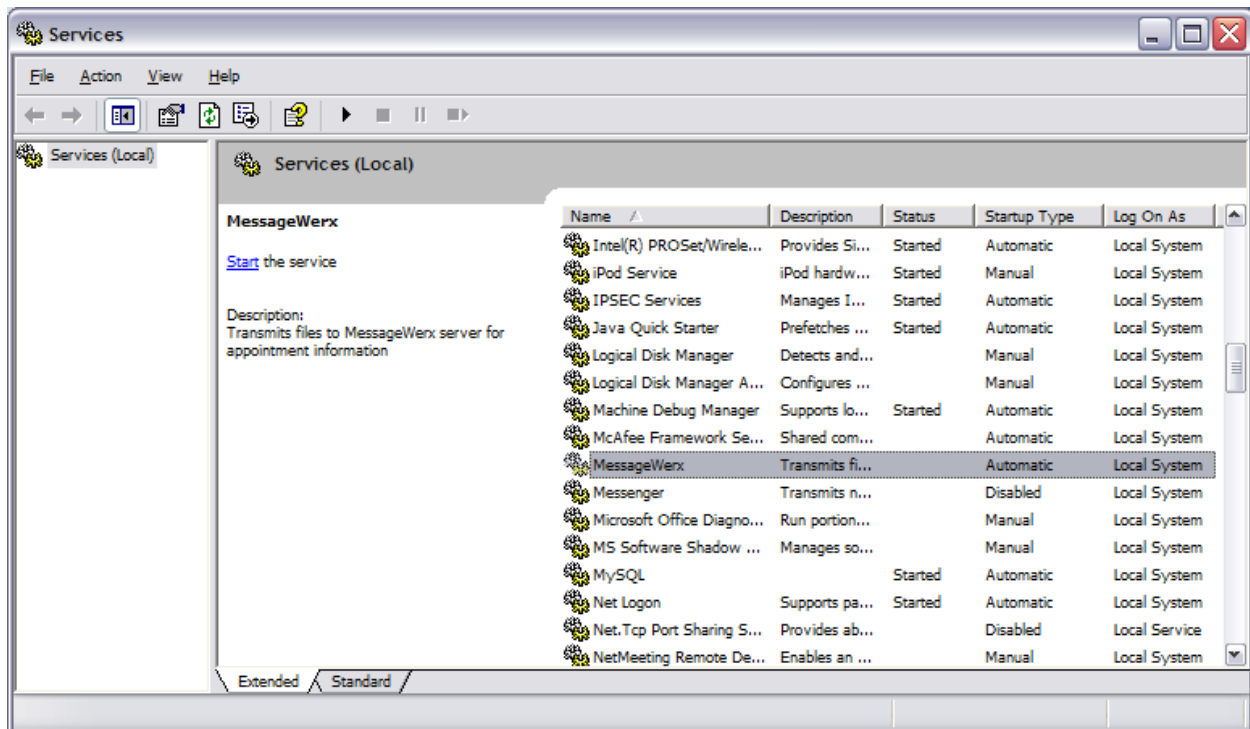 Services
File Action View Help
Services (Local)
Services (Local)
MessageWerx
Start the service
Description:
Transmits files to MessageWerx server for
appointment information
Name Description Status Startup Type Log On As
Intel(R) PROSet/Wirele... Provides Si... Started Automatic Local System
iPod Service iPod hardw... Started Manual Local System
IPSEC Services Manages I... Started Automatic Local System
Java Quick Starter Prefetches ... Started Automatic Local System
Logical Disk Manager Detects and... Manual Local System
Logical Disk Manager A... Configures ... Manual Local System
Machine Debug Manager Supports lo... Started Automatic Local System
McAfee Framework Se... Shared com... Automatic Local System
MessageWerx Transmits fi... Automatic Local System
Messenger Transmits n... Disabled Local System
Microsoft Office Diagno... Run portion... Manual Local System
MS Software Shadow ... Manages so... Manual Local System
MySQL Started Automatic Local System
Net Logon Supports pa... Started Automatic Local System
Net.Tcp Port Sharing S... Provides ab... Disabled Local Service
NetMeeting Remote De... Enables an ... Manual Local System
Extended Standard